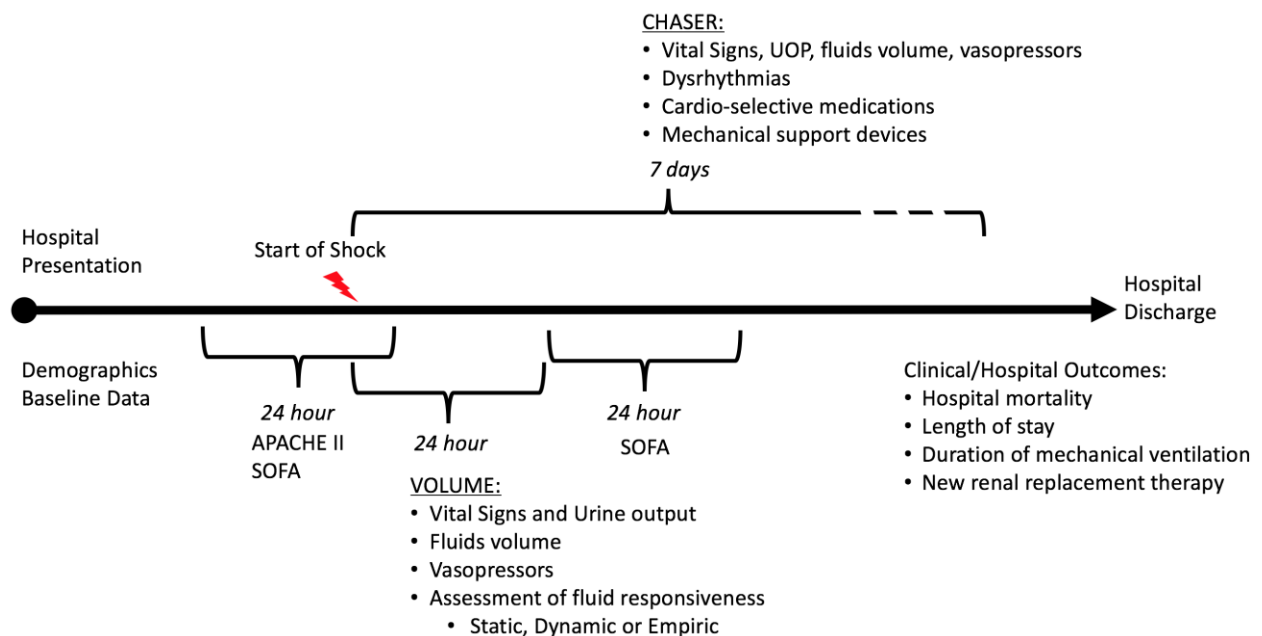 CHASER:
• Vital Signs, UOP, fluids volume, vasopressors
• Dysrhythmias
• Cardio-selective medications
• Mechanical support devices
7 days
Hospital
Presentation
Start of Shock
Hospital
Discharge
Demographics
Baseline Data
24 hour
APACHE II
SOFA
24 hour
24 hour
SOFA
VOLUME:
• Vital Signs and Urine output
• Fluids volume
• Vasopressors
• Assessment of fluid responsiveness
• Static, Dynamic or Empiric
Clinical/Hospital Outcomes:
• Hospital mortality
• Length of stay
• Duration of mechanical ventilation
• New renal replacement therapy